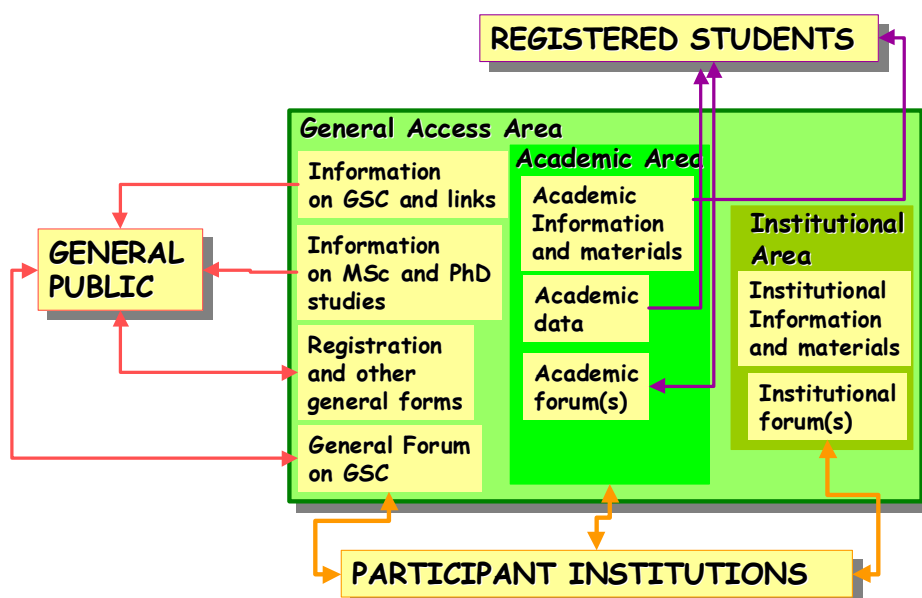 REGISTERED STUDENTS
General Access Area
Information
on GSC and links
Information
on MSc and PhD
studies
Registration
and other
general forms
General Forum
on GSC
Academic Area
Academic
Information
and materials
Academic
data
Academic
forum(s)
Institutional
Area
Institutional
Information
and materials
Institutional
forum(s)
GENERAL
PUBLIC
PARTICIPANT INSTITUTIONS